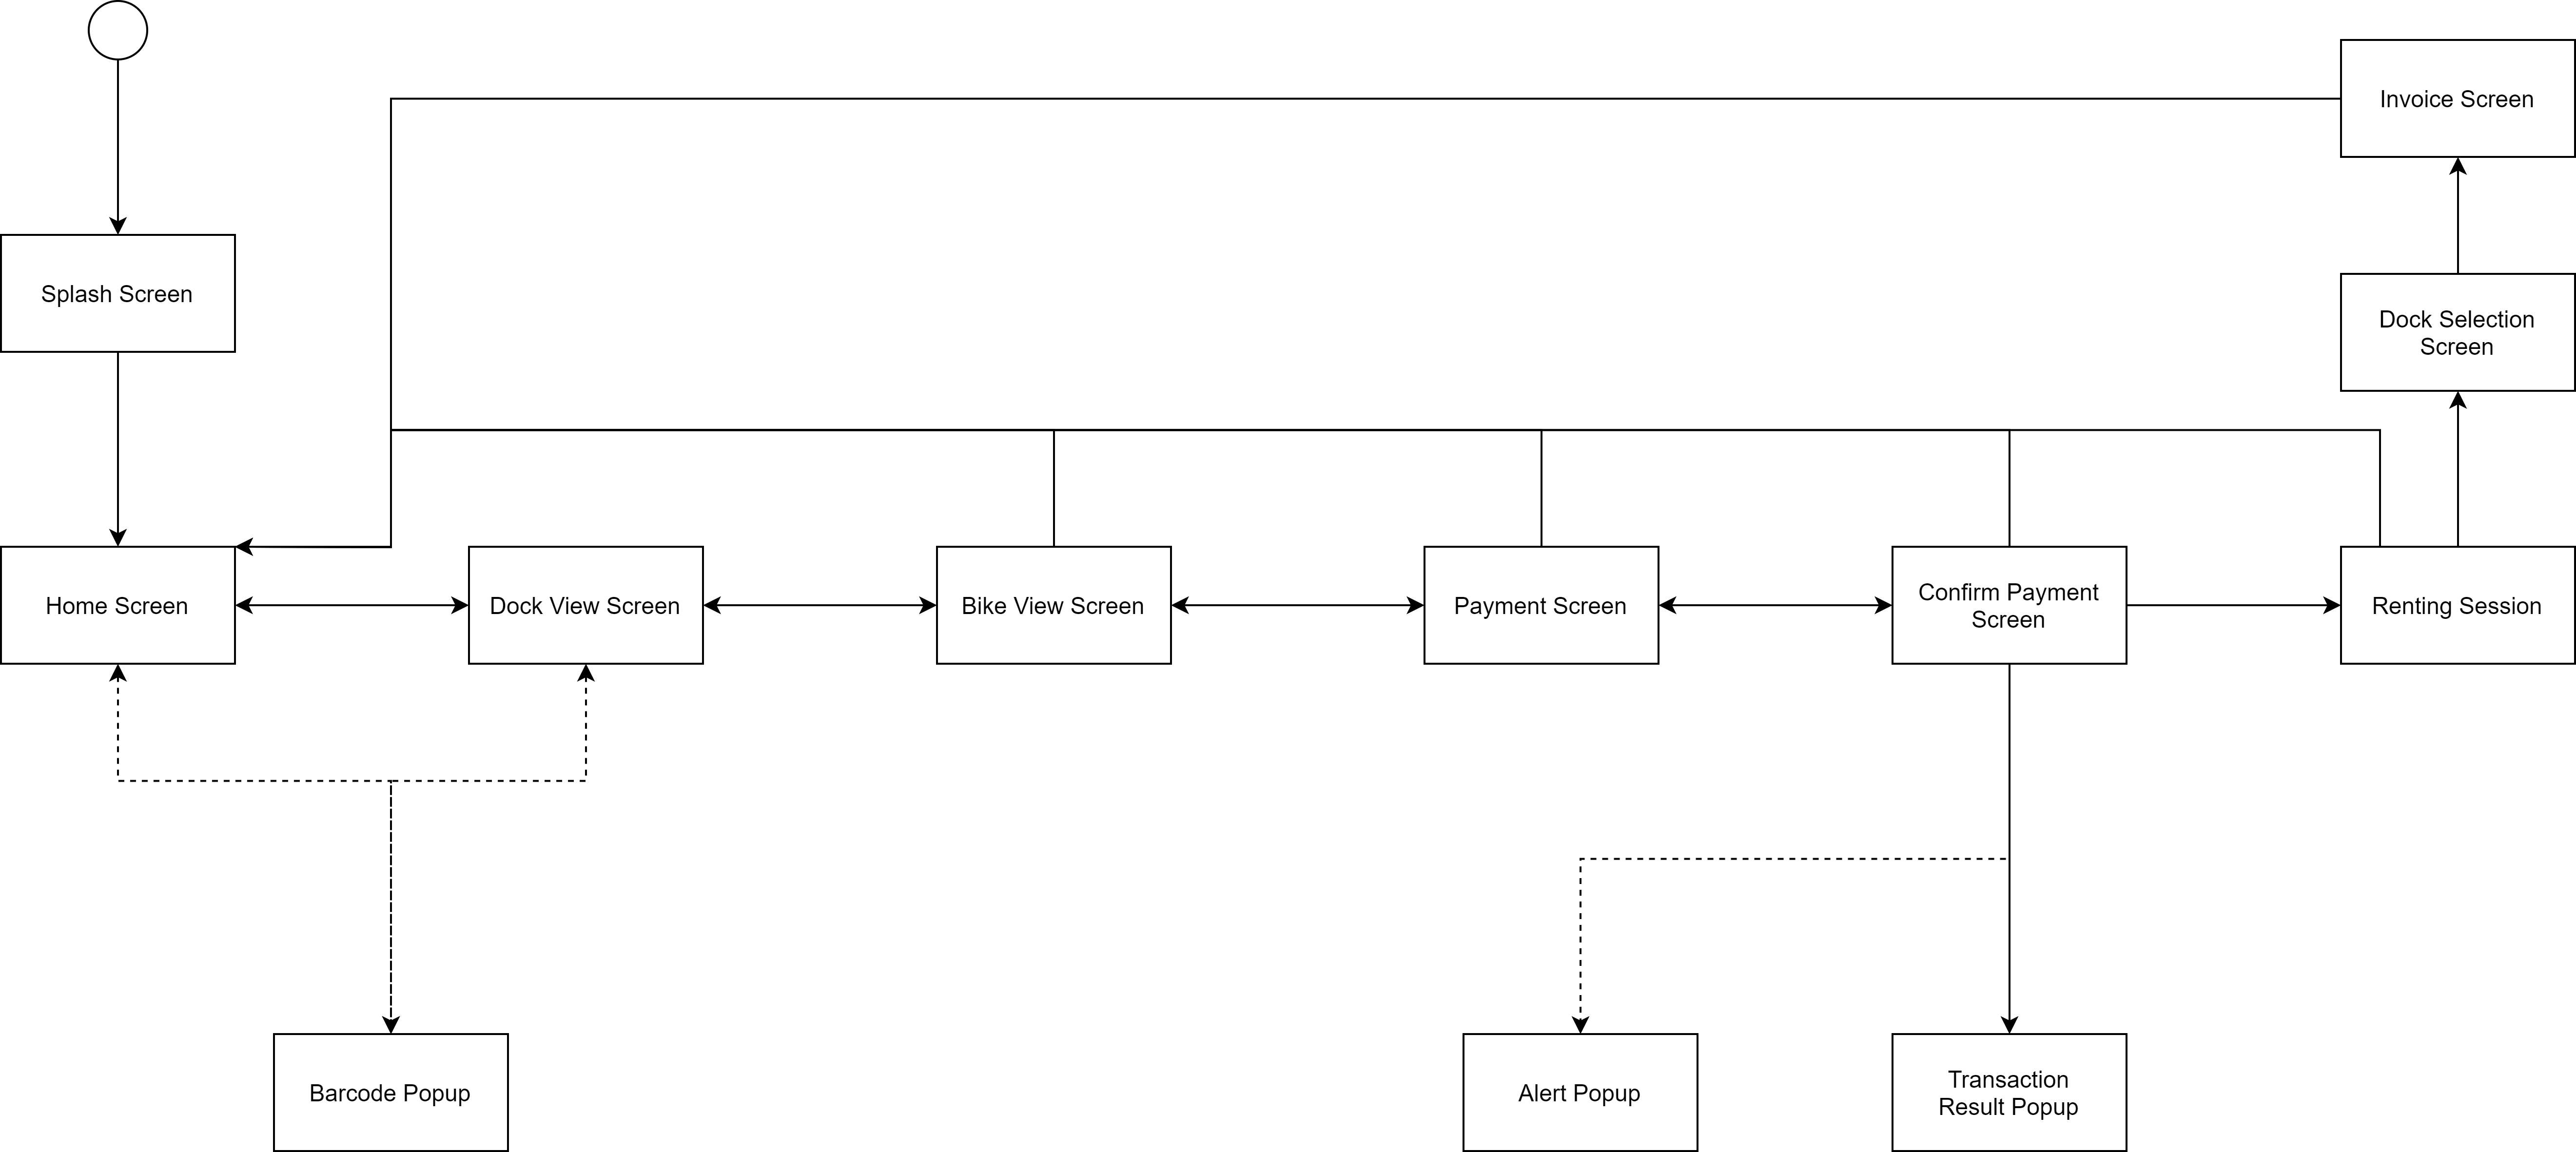 Invoice Screen
Splash Screen
Dock Selection
Screen
Home Screen
Dock View Screen
Bike View Screen
Payment Screen
Confirm Payment
Screen
Renting Session
Barcode Popup
Alert Popup
Transaction
Result Popup